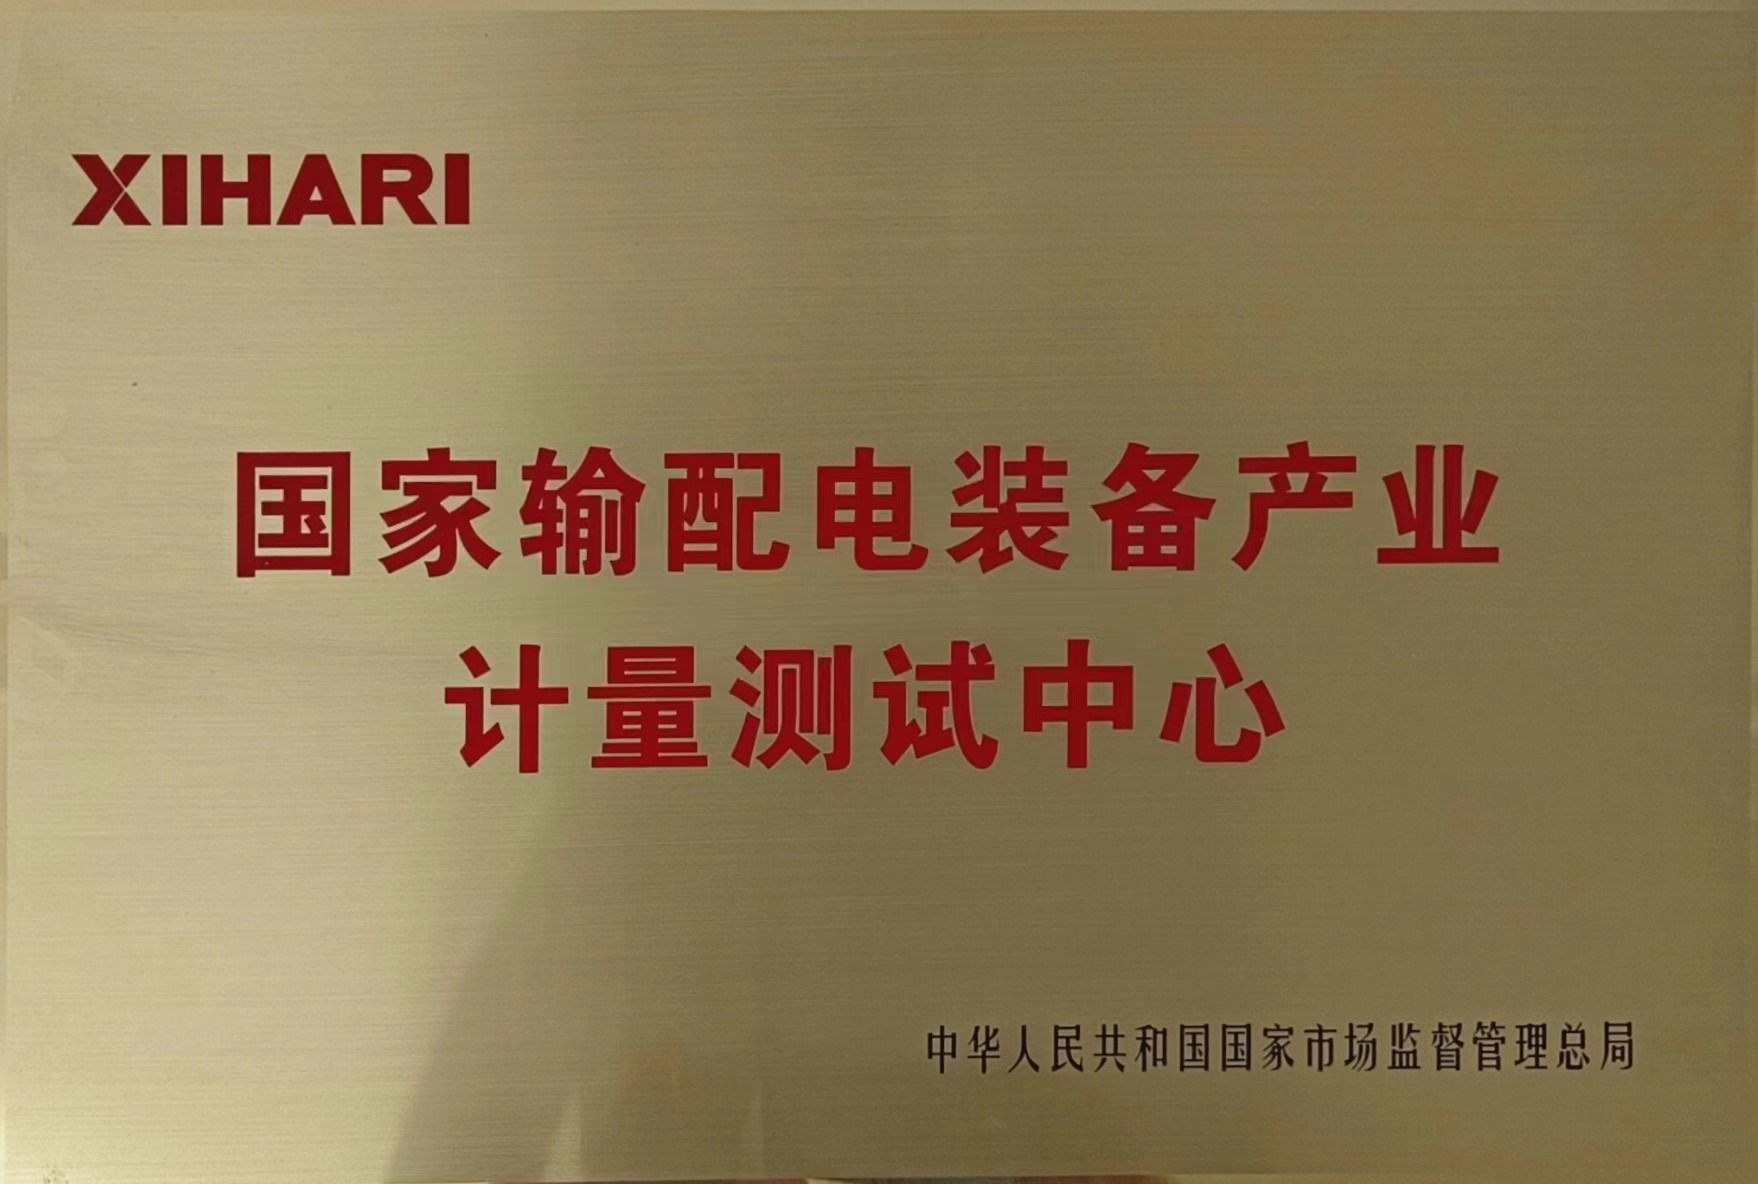 XIHARI
国家输配电装备产业
计量测试中心
中华人民共和国国家市场监督管理总局